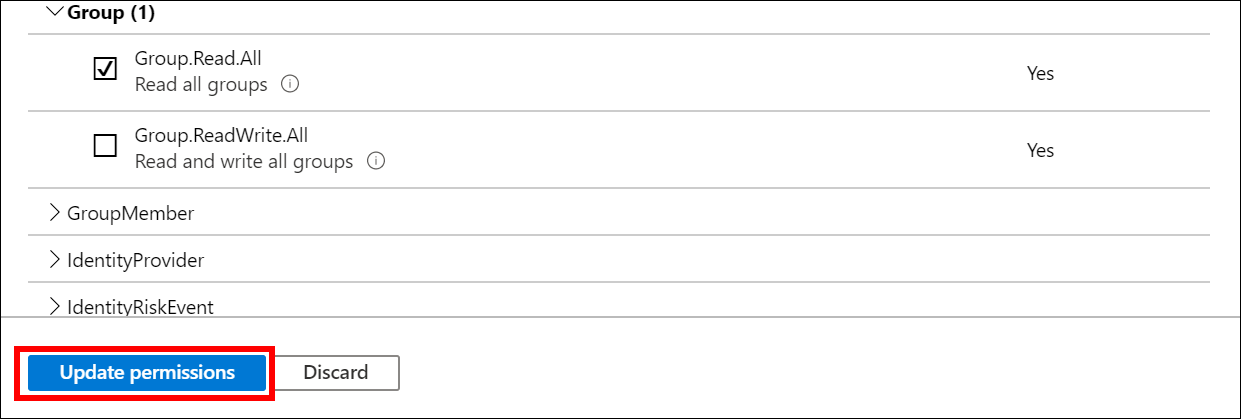 Group (1)
Group.Read.All
Read all groups
Yes
Group.ReadWrite.All
Read and write all groups
Yes
GroupMember
IdentityProvider
IdentityRiskEvent
Update permissions
Discard